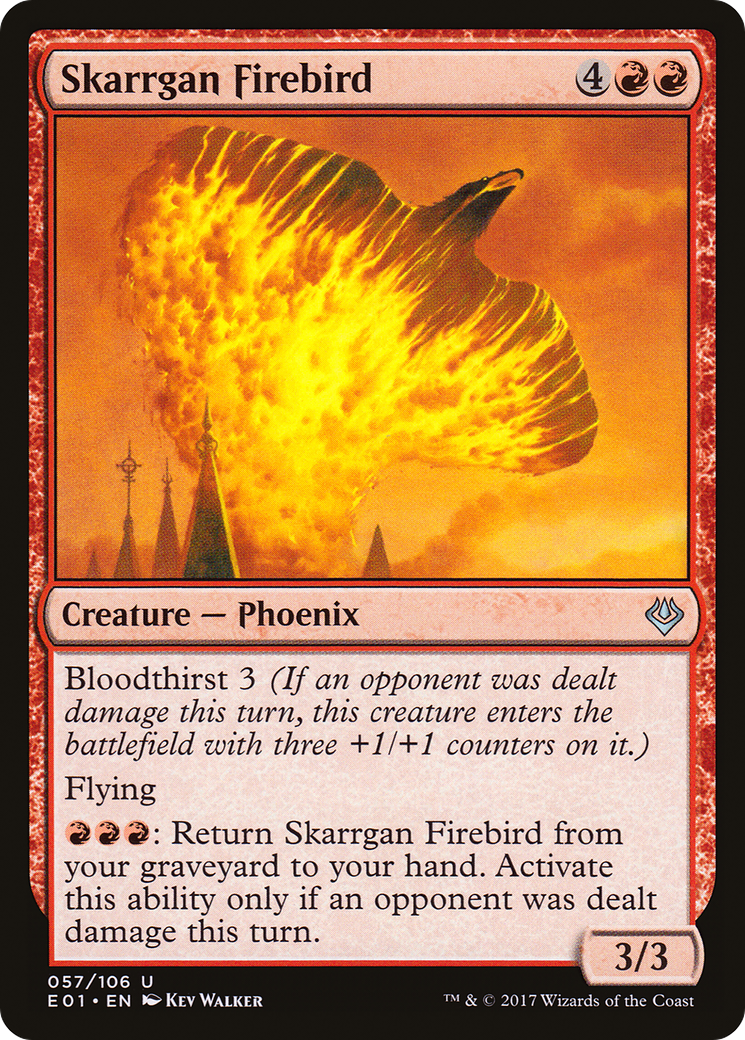 Skarrgan Firebird 4
Creature — Phoenix
Bloodthirst 3 (If an opponent was dealt
damage this turn, this creature enters the
battlefield with three +1/+1 counters on it.)
Flying
: Return Skarrgan Firebird from
your graveyard to your hand. Activate
this ability only if an opponent was dealt
damage this turn.
3/3
057/106 U
E01 • EN Kev Walker ™ & © 2017 Wizards of the Coast